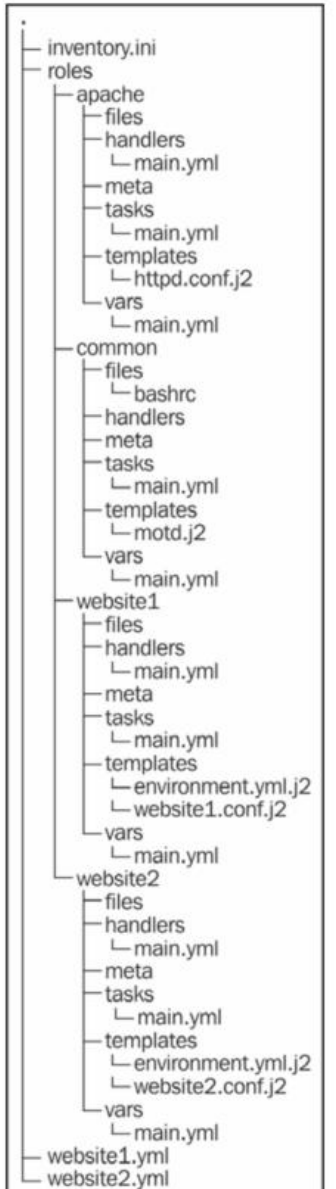 .
inventory.ini
roles
apache
files
handlers
main.yml
meta
tasks
main.yml
templates
httpd.conf.j2
vars
main.yml
common
files
bashrc
handlers
meta
tasks
main.yml
templates
motd.j2
vars
main.yml
website1
files
handlers
main.yml
meta
tasks
main.yml
templates
environment.yml.j2
website1.conf.j2
vars
main.yml
website2
files
handlers
main.yml
meta
tasks
main.yml
templates
environment.yml.j2
website2.conf.j2
vars
main.yml
website1.yml
website2.yml